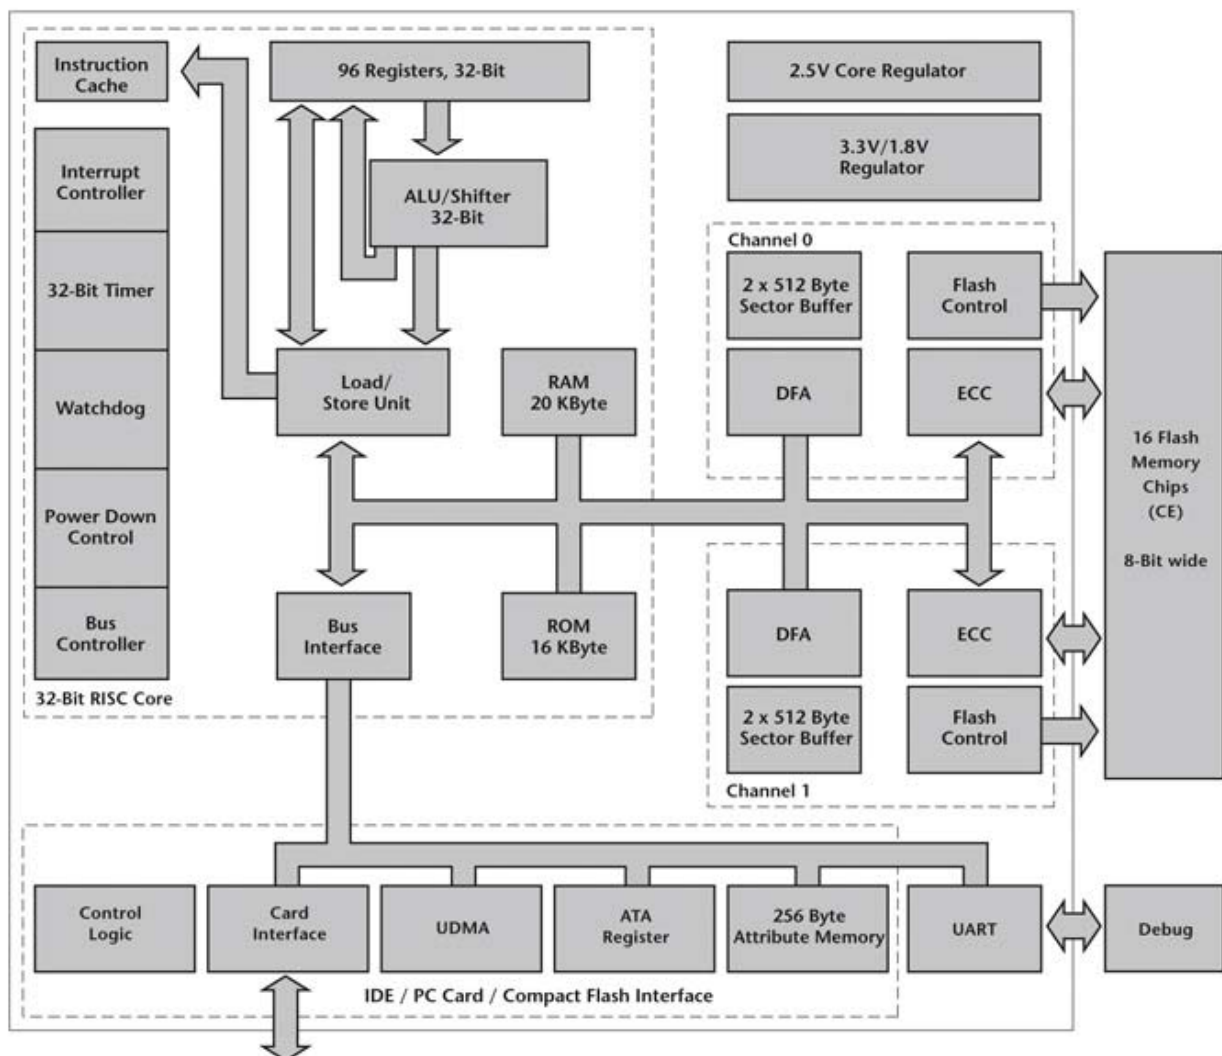 Instruction
Cache
96 Registers, 32-Bit
2.5V Core Regulator
3.3V/1.8V
Regulator
Interrupt
Controller
ALU/Shifter
32-Bit
32-Bit Timer
Watchdog
Power Down
Control
Bus
Controller
32-Bit RISC Core
Load/
Store Unit
RAM
20 KByte
Bus
Interface
ROM
16 KByte
Channel 0
2 x 512 Byte
Sector Buffer
Flash
Control
DFA
ECC
16 Flash
Memory
Chips
(CE)
8-Bit wide
DFA
ECC
2 x 512 Byte
Sector Buffer
Flash
Control
Channel 1
Control
Logic
Card
Interface
UDMA
ATA
Register
256 Byte
Attribute Memory
UART
Debug
IDE / PC Card / Compact Flash Interface